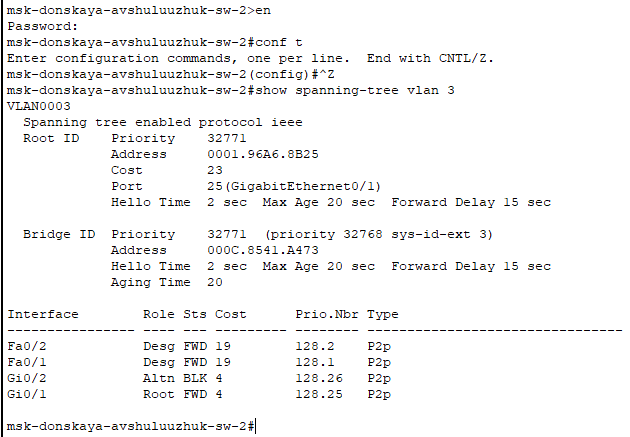 msk-donskaya-avshuluuzhuk-sw-2>en
Password:
msk-donskaya-avshuluuzhuk-sw-2#conf t
Enter configuration commands, one per line.  End with CNTL/Z.
msk-donskaya-avshuluuzhuk-sw-2(config)#^Z
msk-donskaya-avshuluuzhuk-sw-2#show spanning-tree vlan 3
VLAN0003
  Spanning tree enabled protocol ieee
  Root ID    Priority    32771
             Address     0001.96A6.8B25
             Cost        23
             Port        25(GigabitEthernet0/1)
             Hello Time  2 sec  Max Age 20 sec  Forward Delay 15 sec

  Bridge ID  Priority    32771  (priority 32768 sys-id-ext 3)
             Address     000C.8541.A473
             Hello Time  2 sec  Max Age 20 sec  Forward Delay 15 sec
             Aging Time  20

Interface        Role Sts Cost      Prio.Nbr Type
---------------- ---- --- --------- -------- --------------------------------
Fa0/2            Desg FWD 19        128.2    P2p
Fa0/1            Desg FWD 19        128.1    P2p
Gi0/2            Altn BLK 4         128.26   P2p
Gi0/1            Root FWD 4         128.25   P2p

msk-donskaya-avshuluuzhuk-sw-2#